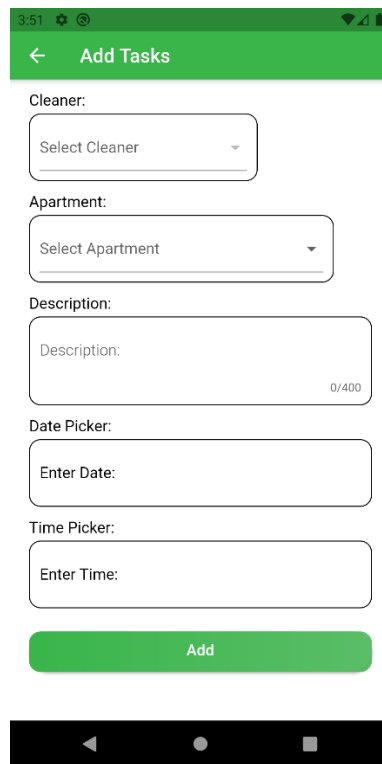 3:51
Add Tasks
Cleaner:
Select Cleaner
Apartment:
Select Apartment
Description:
Description:
0/400
Date Picker:
Enter Date:
Time Picker:
Enter Time:
Add